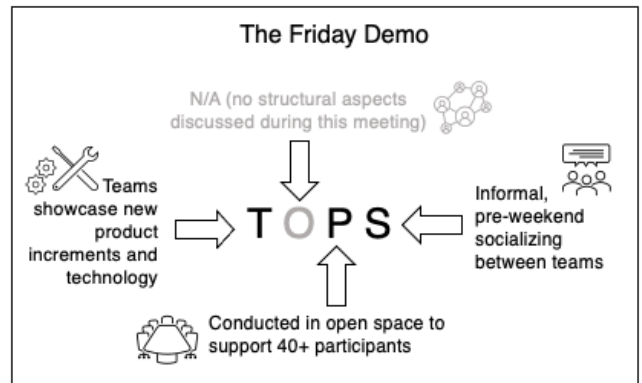 The Friday Demo
N/A (no structural aspects
discussed during this meeting)
Teams
showcase new
product
increments and
technology
TOPS
Informal,
pre-weekend
socializing
between teams
Conducted in open space to
support 40+ participants